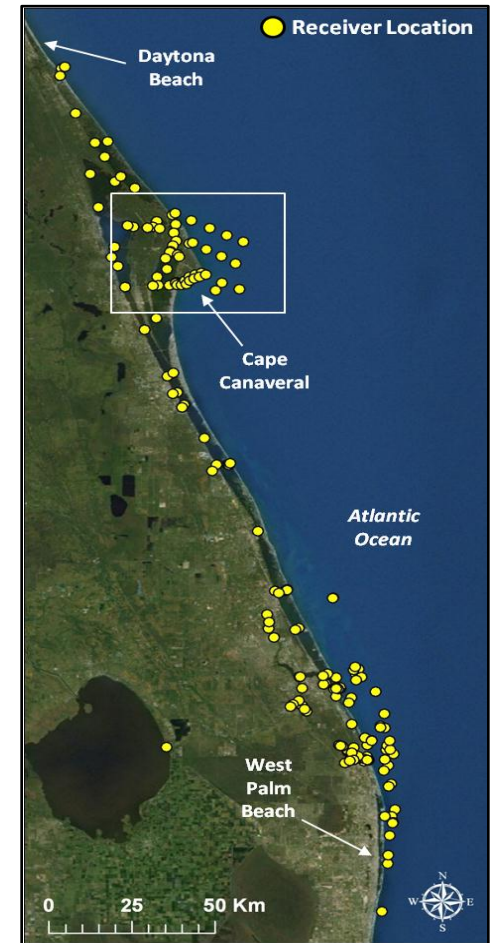 Receiver Location
Daytona
Beach
Cape
Canaveral
Atlantic
Ocean
West
Palm
Beach
0 25 50 Km
N
W E
S